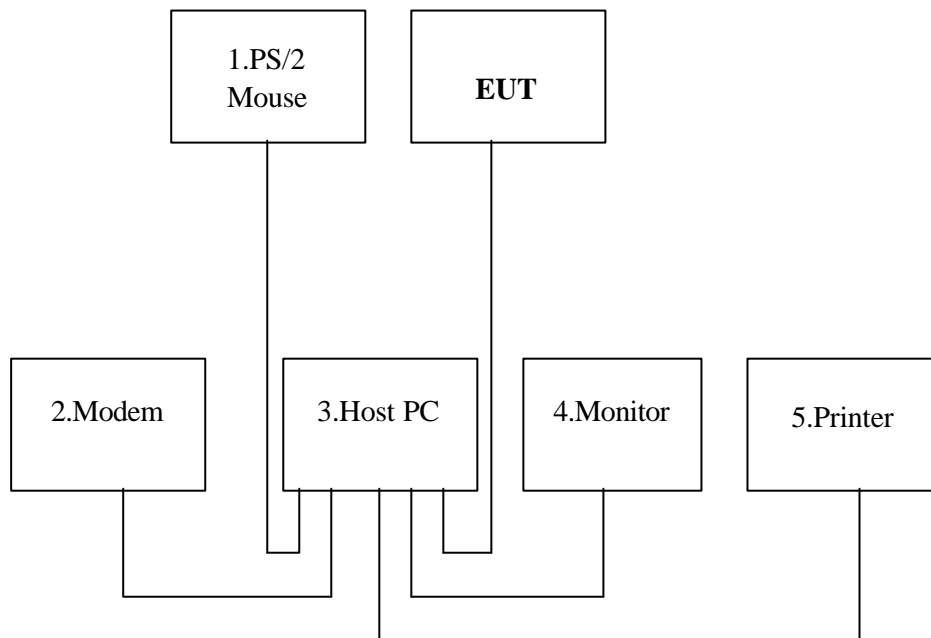 1.PS/2
Mouse
EUT
2.Modem
3.Host PC
4.Monitor
5.Printer